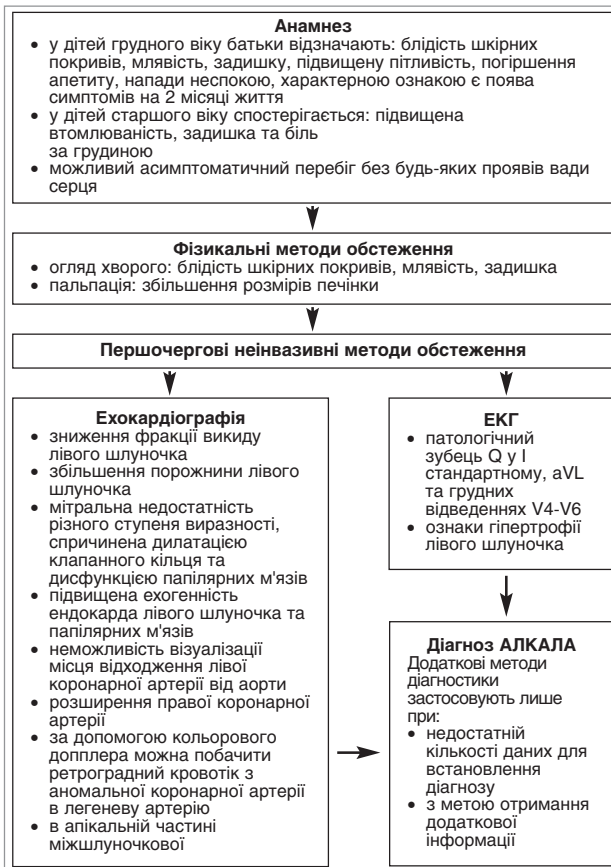 Анамнез
• у дітей грудного віку батьки відзначають: блідість шкірних
покривів, млявість, задишку, підвищену пітливість, погіршення
апетиту, напади неспокою, характерною ознакою є поява
симптомів на 2 місяці життя
• у дітей старшого віку спостерігається: підвищена
втомлюваність, задишка та біль
за грудиною
• можливий асимптоматичний перебіг без будь-яких проявів вади
серця
Фізикальні методи обстеження
• огляд хворого: блідість шкірних покривів, млявість, задишка
• пальпація: збільшення розмірів печінки
Першочергові неінвазивні методи обстеження
Ехокардіографія
• зниження фракції викиду
лівого шлуночка
• збільшення порожнини лівого
шлуночка
• мітральна недостатність
різного ступеня виразності,
спричинена дилатацією
клапанного кільця та
дисфункцією папілярних м'язів
• підвищена ехогенність
ендокарда лівого шлуночка та
папілярних м'язів
• неможливість візуалізації
місця відходження лівої
коронарної артерії від аорти
• розширення правої коронарної
артерії
• за допомогою кольорового
допплера можна побачити
ретроградний кровотік з
аномальної коронарної артерії
в легеневу артерію
• в апікальній частині
міжшлуночкової
ЕКГ
• патологічний
зубець Q у I
стандартному, aVL
та грудних
відведеннях V4-V6
• ознаки гіпертрофії
лівого шлуночка
Діагноз АЛКАЛА
Додаткові методи
діагностики
застосовують лише
при:
• недостатній
кількості даних для
встановлення
діагнозу
• з метою отримання
додаткової
інформації